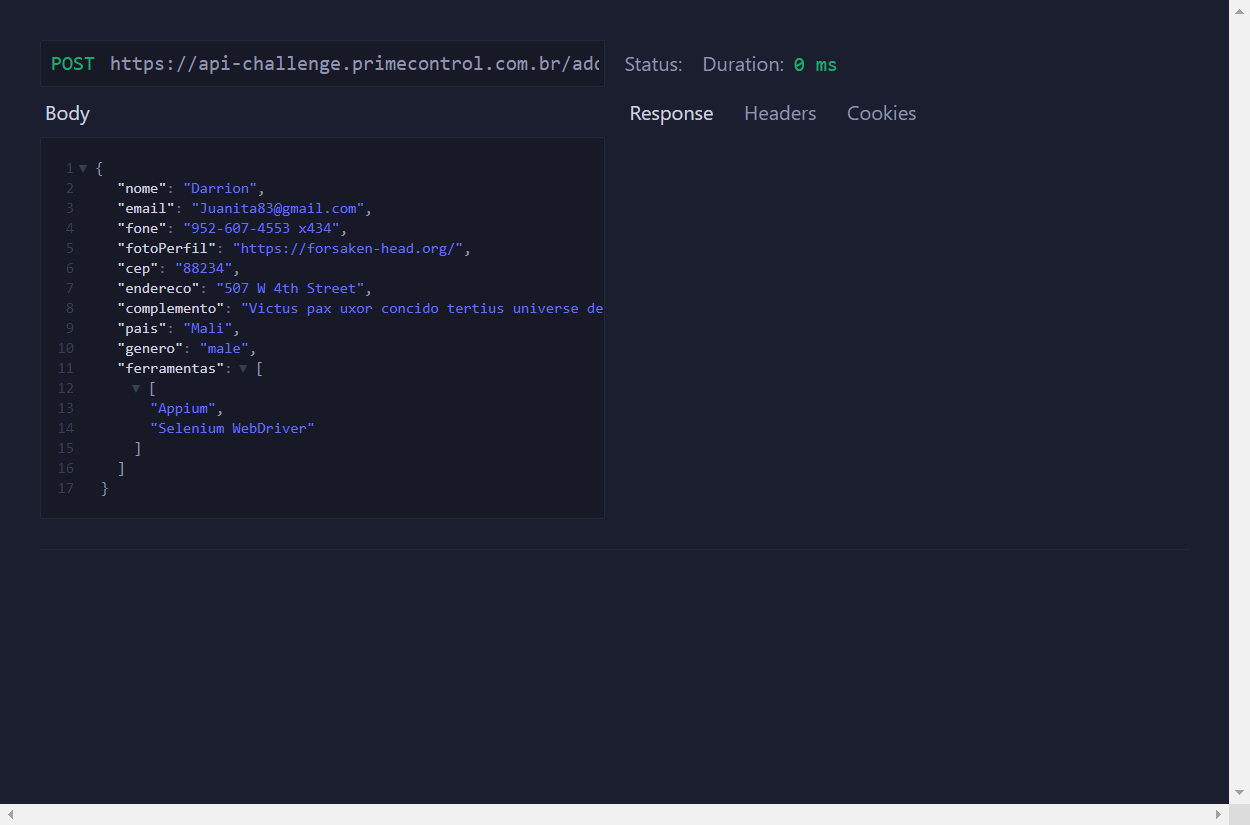 POST https://api-challenge.primecontrol.com.br/add
Status: Duration: 0 ms
Body
Response Headers Cookies
1 {
2 "nome": "Darrion",
3 "email": "Juanita83@gmail.com",
4 "fone": "952-607-4553 x434",
5 "fotoPerfil": "https://forsaken-head.org/",
6 "cep": "88234",
7 "endereco": "507 W 4th Street",
8 "complemento": "Victus pax uxor concido tertius universe de
9 "pais": "Mali",
10 "genero": "male",
11 "ferramentas": [
12 [
13 "Appium",
14 "Selenium WebDriver"
15 ]
16 ]
17 }